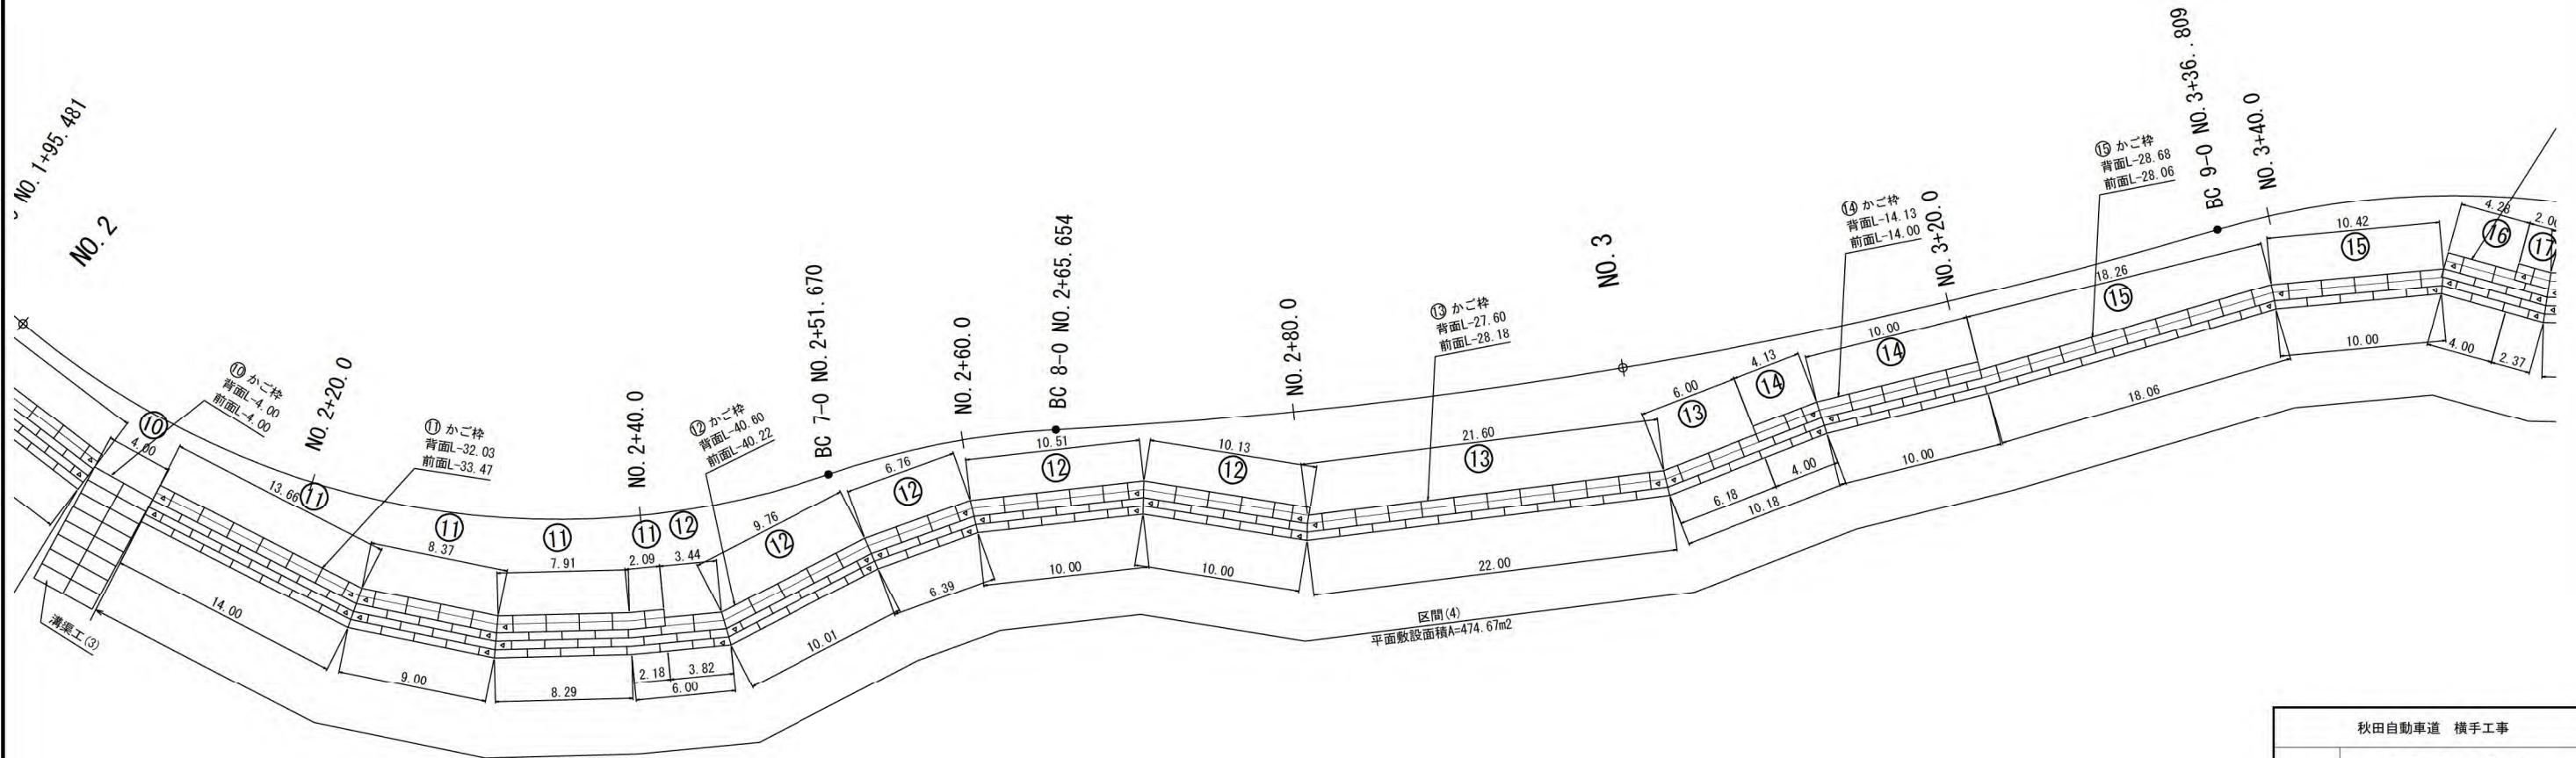 NO. 1+95. 481
NO. 2
⑩ かご枠
背面L-4.00
前面L-4.00
⑩
4.00
NO. 2+20. 0
13.66
⑪
⑪ かご枠
背面L-32.03
前面L-33.47
⑪
8.37
⑪
7.91
NO. 2+40. 0
⑪
2.09
⑫
3.44
⑫ かご枠
背面L-40.60
前面L-40.22
9.76
⑫
BC 7-0 NO. 2+51. 670
6.76
⑫
NO. 2+60. 0
BC 8-0 NO. 2+65. 654
10.51
⑫
10.13
⑫
NO. 2+80. 0
⑬ かご枠
背面L-27.60
前面L-28.18
21.60
⑬
NO. 3
6.00
⑬
4.13
⑭
⑭ かご枠
背面L-14.13
前面L-14.00
10.00
⑭
NO. 3+20. 0
⑮ かご枠
背面L-28.68
前面L-28.06
18.26
⑮
BC 9-0 NO. 3+36. . 809
NO. 3+40. 0
10.42
⑮
4.28
⑯
⑰
溝渠工(3)
14.00
9.00
8.29
2.18
3.82
6.00
10.01
6.39
10.00
10.00
22.00
6.18
4.00
10.18
10.00
18.06
10.00
4.00
2.37
区間(4)
平面敷設面積A=474.67m2
秋田自動車道 横手工事